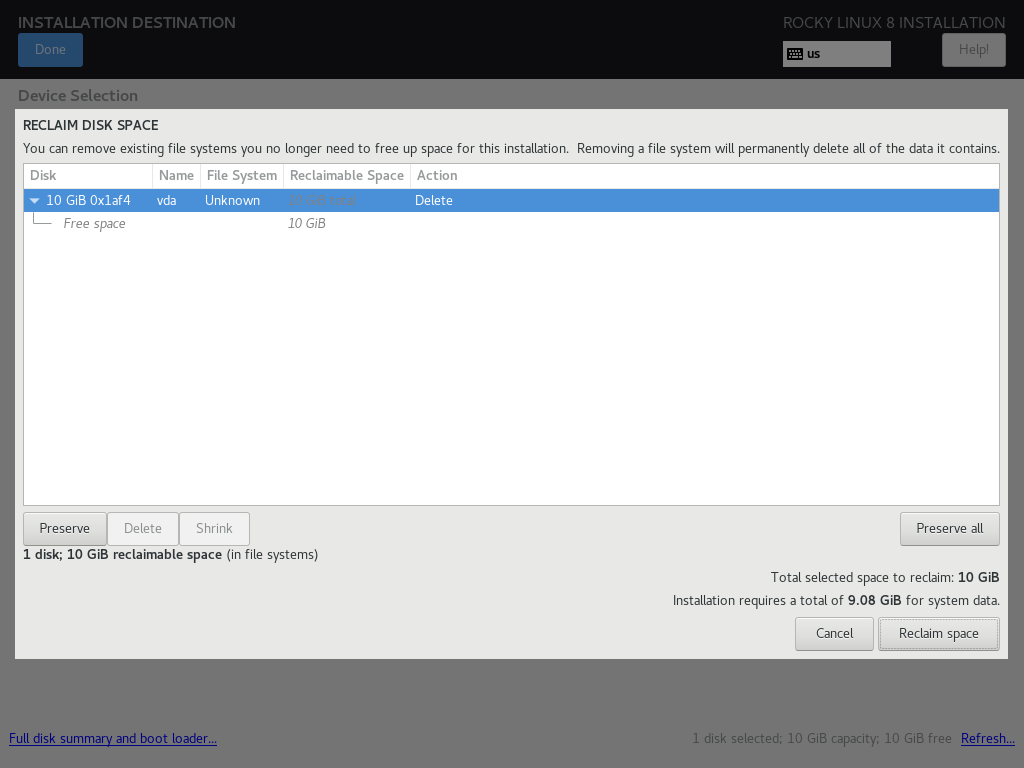 INSTALLATION DESTINATION
ROCKY LINUX 8 INSTALLATION
Done
us
Help!
Device Selection
RECLAIM DISK SPACE
You can remove existing file systems you no longer need to free up space for this installation.  Removing a file system will permanently delete all of the data it contains.
Disk Name File System Reclaimable Space Action
10 GiB 0x1af4 vda Unknown 10 GiB total Delete
Free space 10 GiB
Preserve Delete Shrink Preserve all
1 disk; 10 GiB reclaimable space (in file systems)
Total selected space to reclaim: 10 GiB
Installation requires a total of 9.08 GiB for system data.
Cancel Reclaim space
Full disk summary and boot loader... 1 disk selected; 10 GiB capacity; 10 GiB free Refresh...